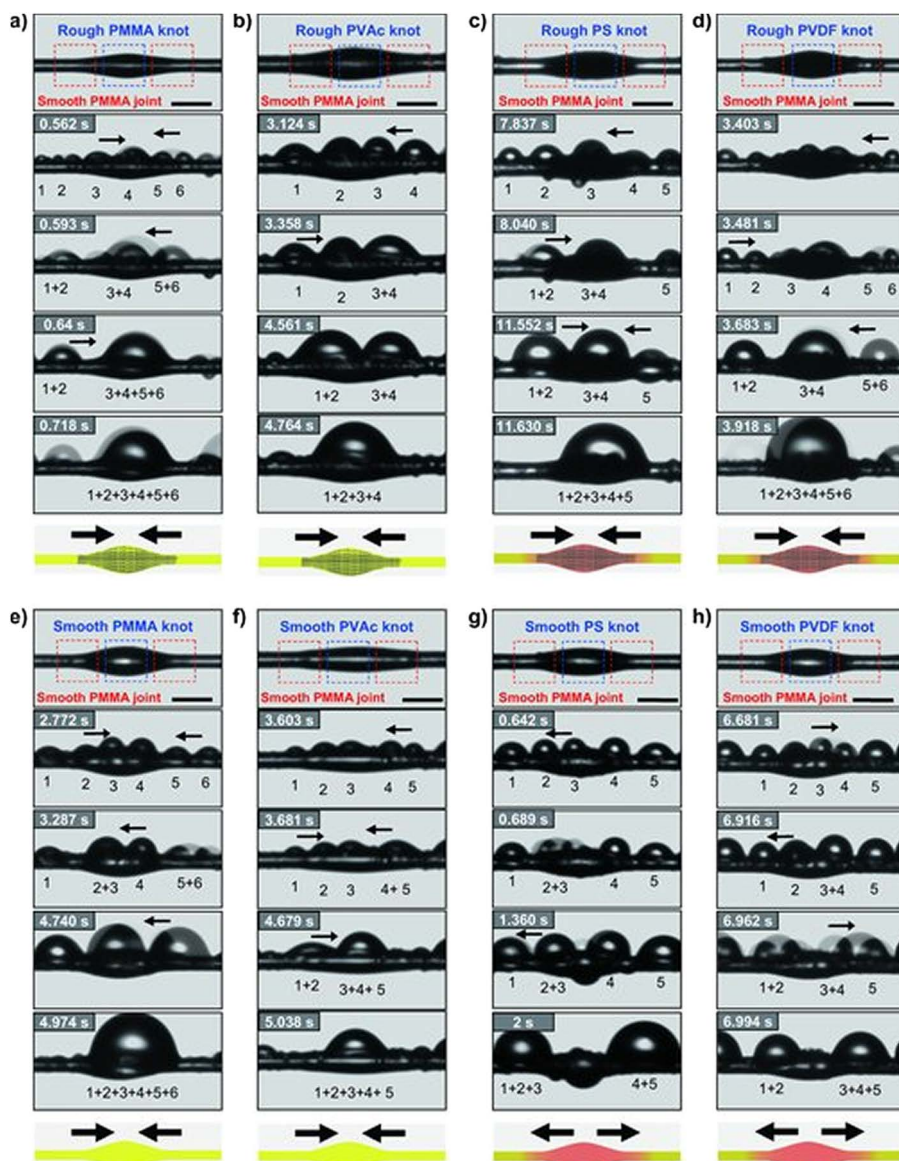 a)
Rough PMMA knot
Smooth PMMA joint
0.562 s
1 2 3 4 5 6
0.593 s
1+2 3+4 5+6
0.64 s
1+2 3+4+5+6
0.718 s
1+2+3+4+5+6
b)
Rough PVAc knot
Smooth PMMA joint
3.124 s
1 2 3 4
3.358 s
1 2 3+4
4.561 s
1+2 3+4
4.764 s
1+2+3+4
c)
Rough PS knot
Smooth PMMA joint
7.837 s
1 2 3 4 5
8.040 s
1+2 3+4 5
11.552 s
1+2 3+4 5
11.630 s
1+2+3+4+5
d)
Rough PVDF knot
Smooth PMMA joint
3.403 s
3.481 s
1 2 3 4 5 6
3.683 s
1+2 3+4 5+6
3.918 s
1+2+3+4+5+6
e)
Smooth PMMA knot
Smooth PMMA joint
2.772 s
1 2 3 4 5 6
3.287 s
1 2+3 4 5+6
4.740 s
4.974 s
1+2+3+4+5+6
f)
Smooth PVAc knot
Smooth PMMA joint
3.603 s
1 2 3 4 5
3.681 s
1 2 3 4+ 5
4.679 s
1+2 3+4+ 5
5.038 s
1+2+3+4+ 5
g)
Smooth PS knot
Smooth PMMA joint
0.642 s
1 2 3 4 5
0.689 s
1 2+3 4 5
1.360 s
1 2+3 4 5
2 s
1+2+3 4+5
h)
Smooth PVDF knot
Smooth PMMA joint
6.681 s
1 2 3 4 5
6.916 s
1 2 3+4 5
6.962 s
1+2 3+4 5
6.994 s
1+2 3+4+5